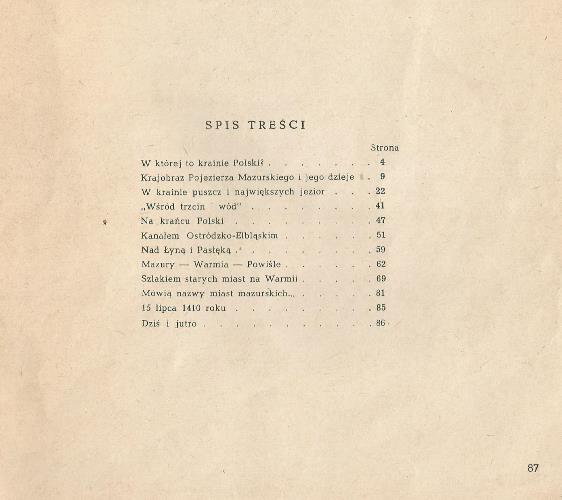 SPIS TREŚCI
Strona
W której to krainie Polski? . . . . . . . 4
Krajobraz Pojezierza Mazurskiego i jego dzieje . . 9
W krainie puszcz i największych jezior . . . 22
„Wśród trzcin wód" . . . . . . . . 41
Na krańcu Polski . . . . . . . . . 47
Kanałem Ostródzko-Elbląskim . . . . . . 51
Nad Łyną i Pasłęką . . . . . . . . 59
Mazury — Warmia — Powiśle . . . . . . 62
Szlakiem starych miast na Warmii . . . . . 69
Mówią nazwy miast mazurskich... . . . . . 81
15 lipca 1410 roku . . . . . . . . . 85
Dziś i jutro . . . . . . . . . . 86
87